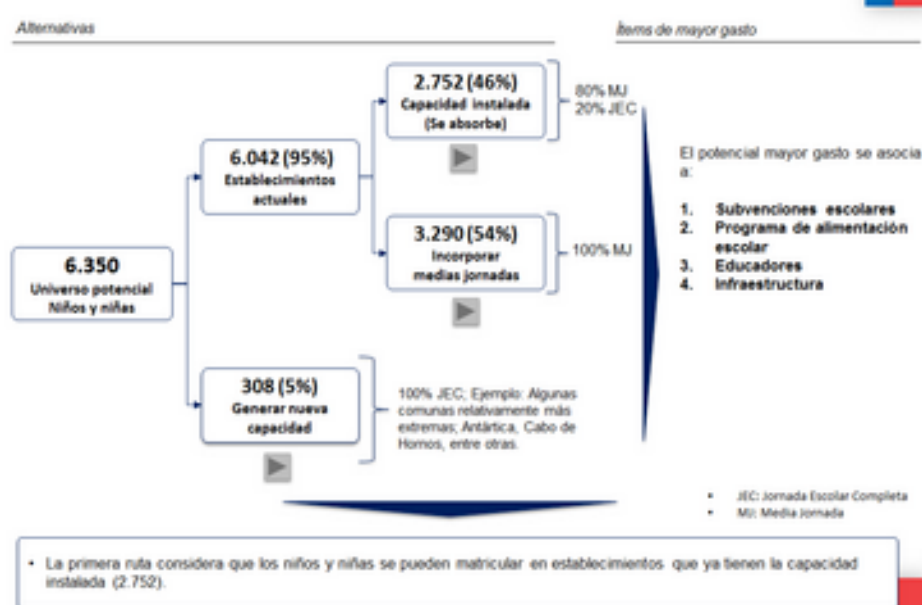 Alternativas
Ítems de mayor gasto
2.752 (46%)
Capacidad instalada
(Se absorbe)
80% MJ
20% JEC
6.042 (95%)
Establecimientos
actuales
3.290 (54%)
Incorporar
medias jornadas
100% MJ
6.350
Universo potencial
Niños y niñas
308 (5%)
Generar nueva
capacidad
100% JEC; Ejemplo: Algunas
comunas relativamente más
extremas; Antártica, Cabo de
Hornos, entre otras.
El potencial mayor gasto se asocia
a:
1. Subvenciones escolares
2. Programa de alimentación
escolar
3. Educadores
4. Infraestructura
• JEC: Jornada Escolar Completa
• MJ: Media Jornada
• La primera ruta considera que los niños y niñas se pueden matricular en establecimientos que ya tienen la capacidad
instalada (2.752).